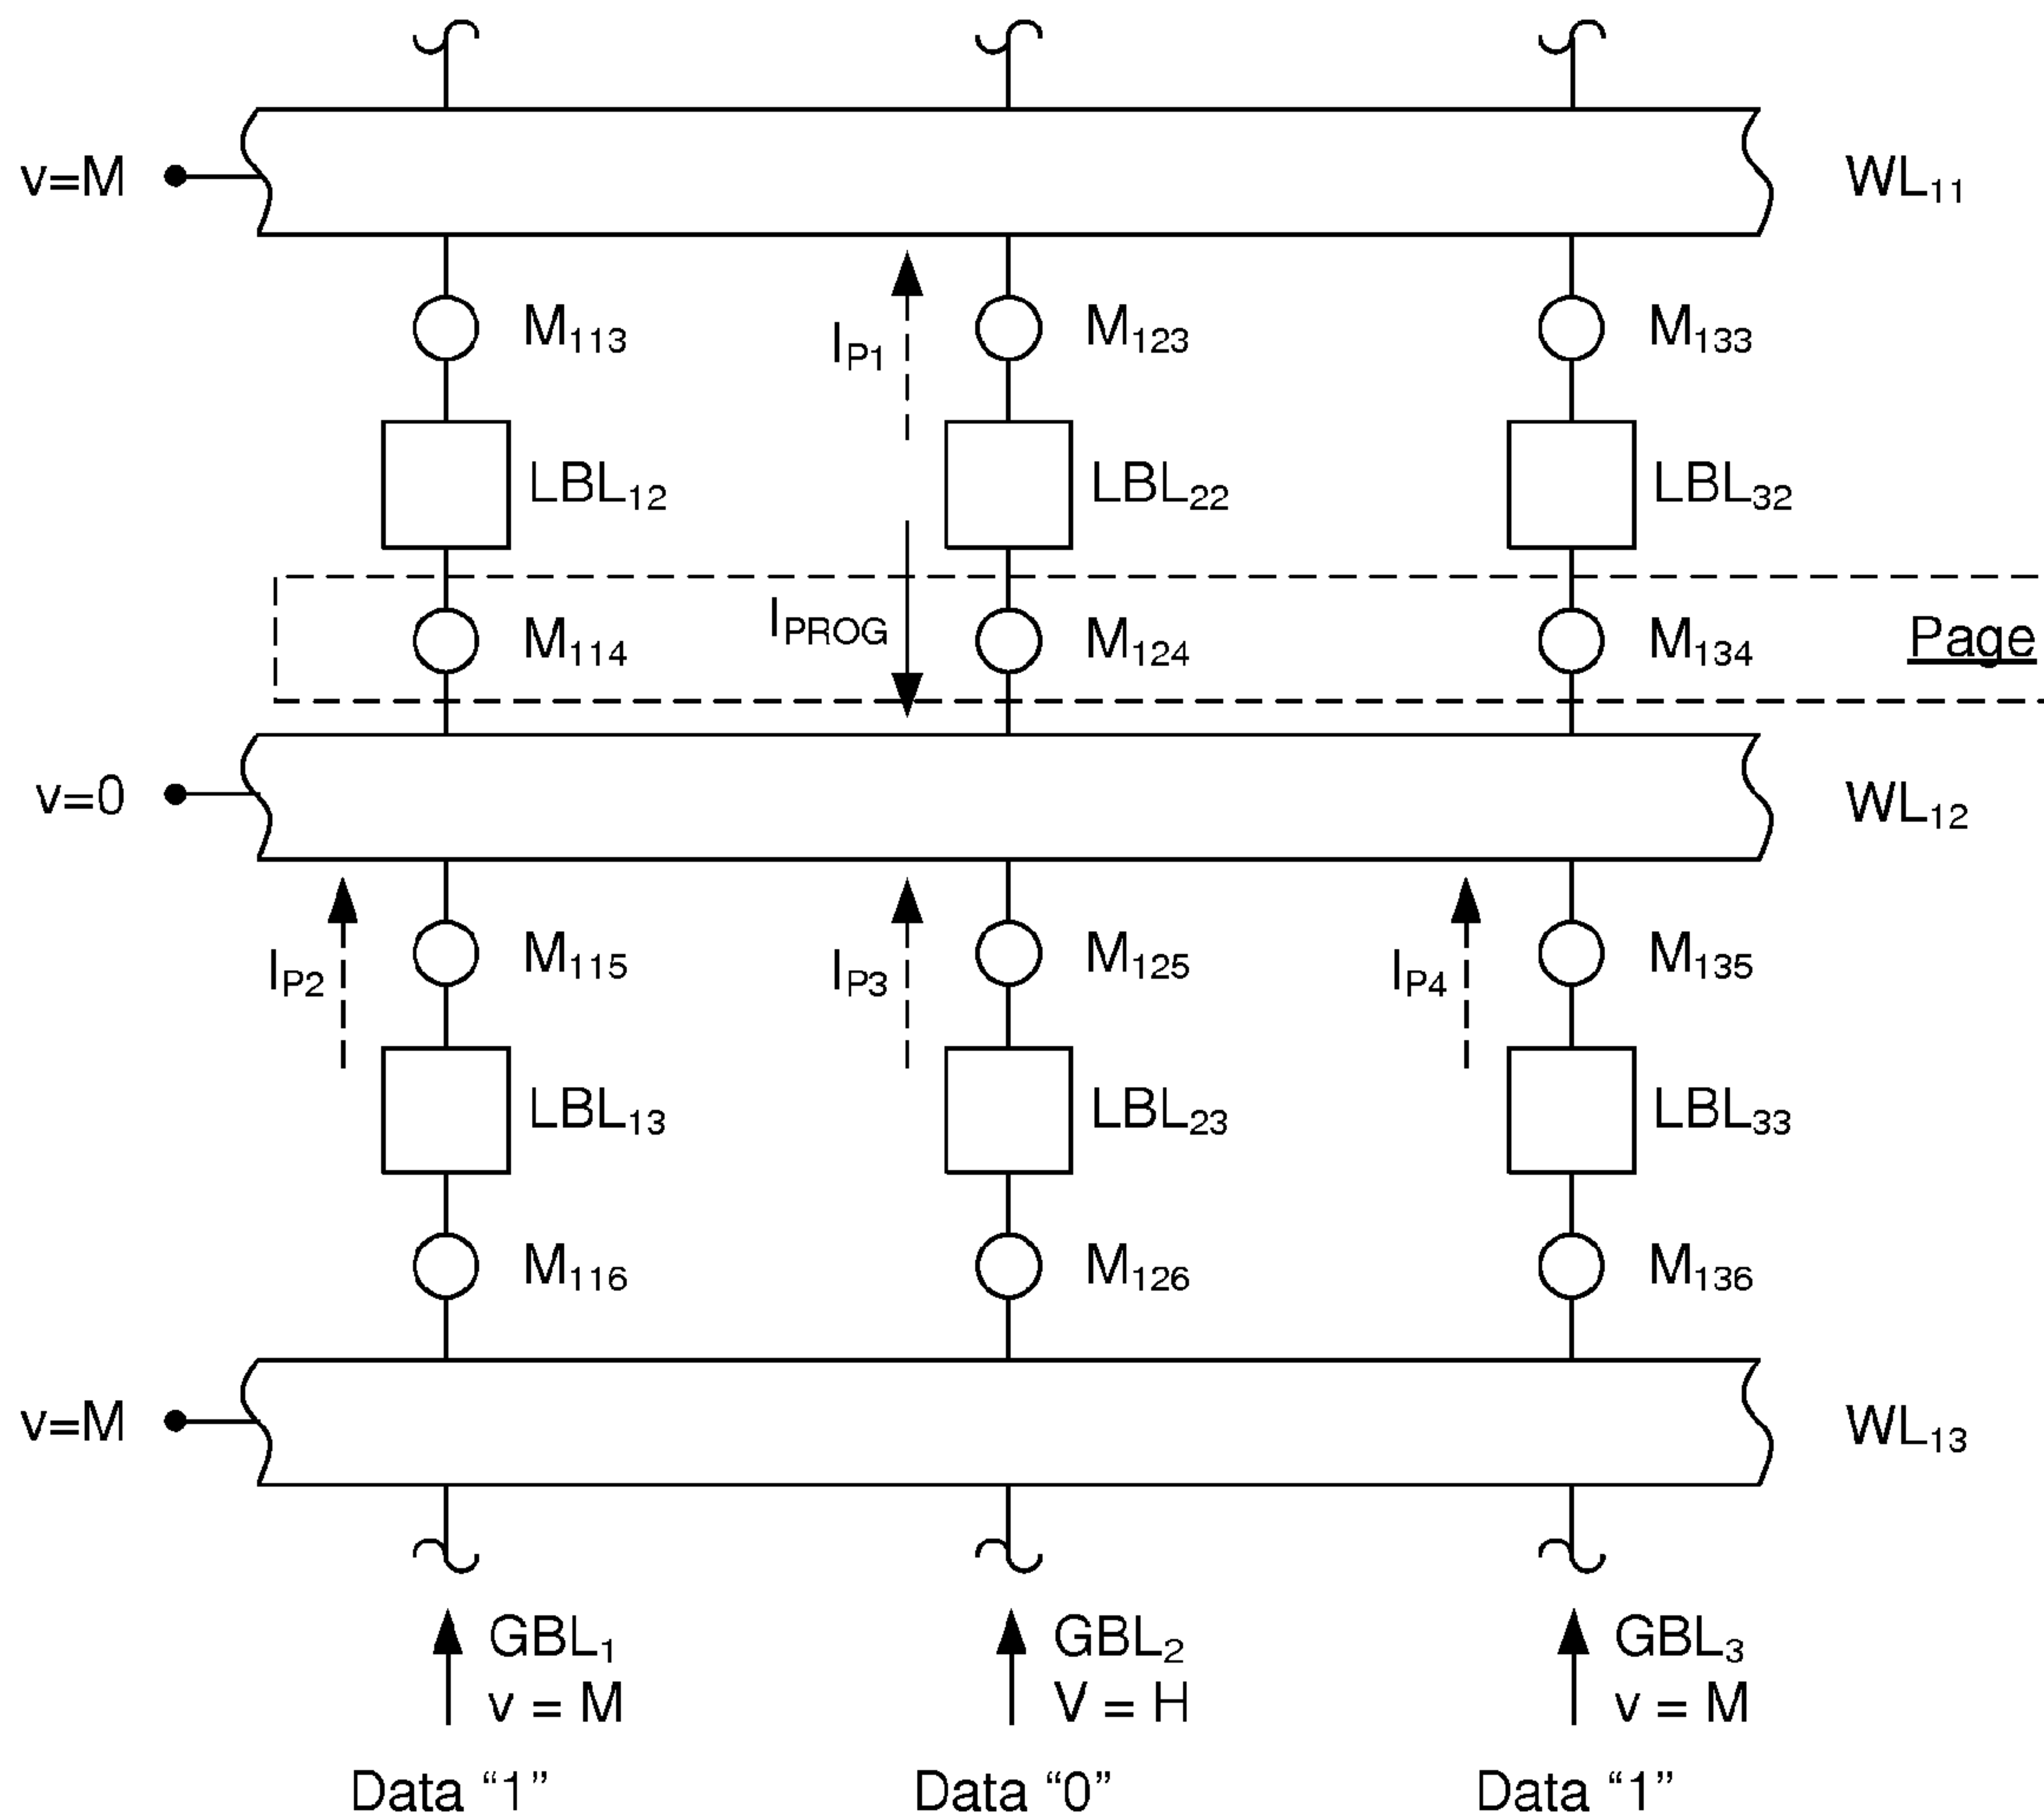 v=M WL11
M113 IP1 M123 M133
LBL12 LBL22 LBL32
M114 IPROG M124 M134 Page
v=0 WL12
IP2 M115 IP3 M125 IP4 M135
LBL13 LBL23 LBL33
M116 M126 M136
v=M WL13
GBL1 GBL2 GBL3
v = M V = H v = M
Data “1” Data “0” Data “1”